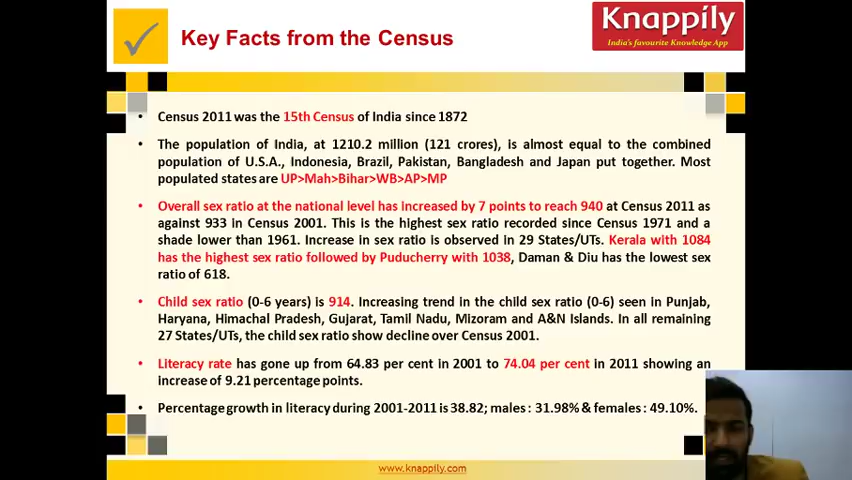 Key Facts from the Census
Knappily
India's favourite Knowledge App
• Census 2011 was the 15th Census of India since 1872
• The population of India, at 1210.2 million (121 crores), is almost equal to the combined
population of U.S.A., Indonesia, Brazil, Pakistan, Bangladesh and Japan put together. Most
populated states are UP>Mah>Bihar>WB>AP>MP
• Overall sex ratio at the national level has increased by 7 points to reach 940 at Census 2011 as
against 933 in Census 2001. This is the highest sex ratio recorded since Census 1971 and a
shade lower than 1961. Increase in sex ratio is observed in 29 States/UTs. Kerala with 1084
has the highest sex ratio followed by Puducherry with 1038, Daman & Diu has the lowest sex
ratio of 618.
• Child sex ratio (0-6 years) is 914. Increasing trend in the child sex ratio (0-6) seen in Punjab,
Haryana, Himachal Pradesh, Gujarat, Tamil Nadu, Mizoram and A&N Islands. In all remaining
27 States/UTs, the child sex ratio show decline over Census 2001.
• Literacy rate has gone up from 64.83 per cent in 2001 to 74.04 per cent in 2011 showing an
increase of 9.21 percentage points.
• Percentage growth in literacy during 2001-2011 is 38.82; males : 31.98% & females : 49.10%.
www.knappily.com